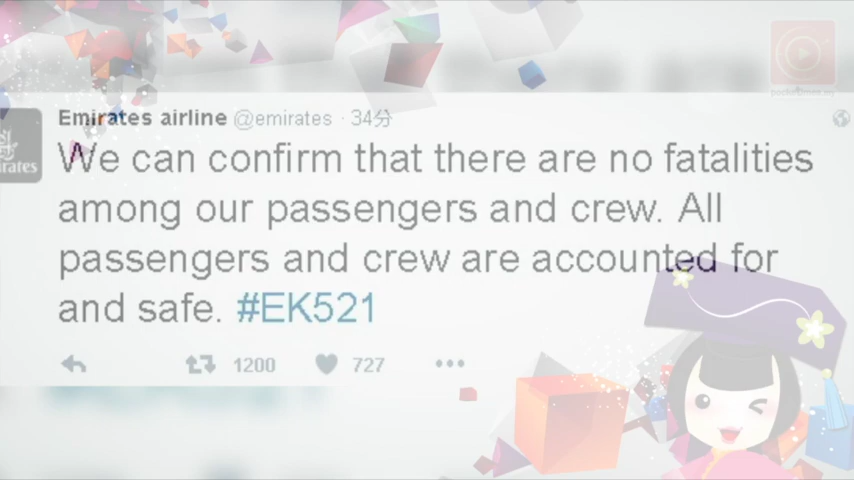 Emirates airline @emirates · 34分
We can confirm that there are no fatalities
among our passengers and crew. All
passengers and crew are accounted for
and safe. #EK521
1200 727